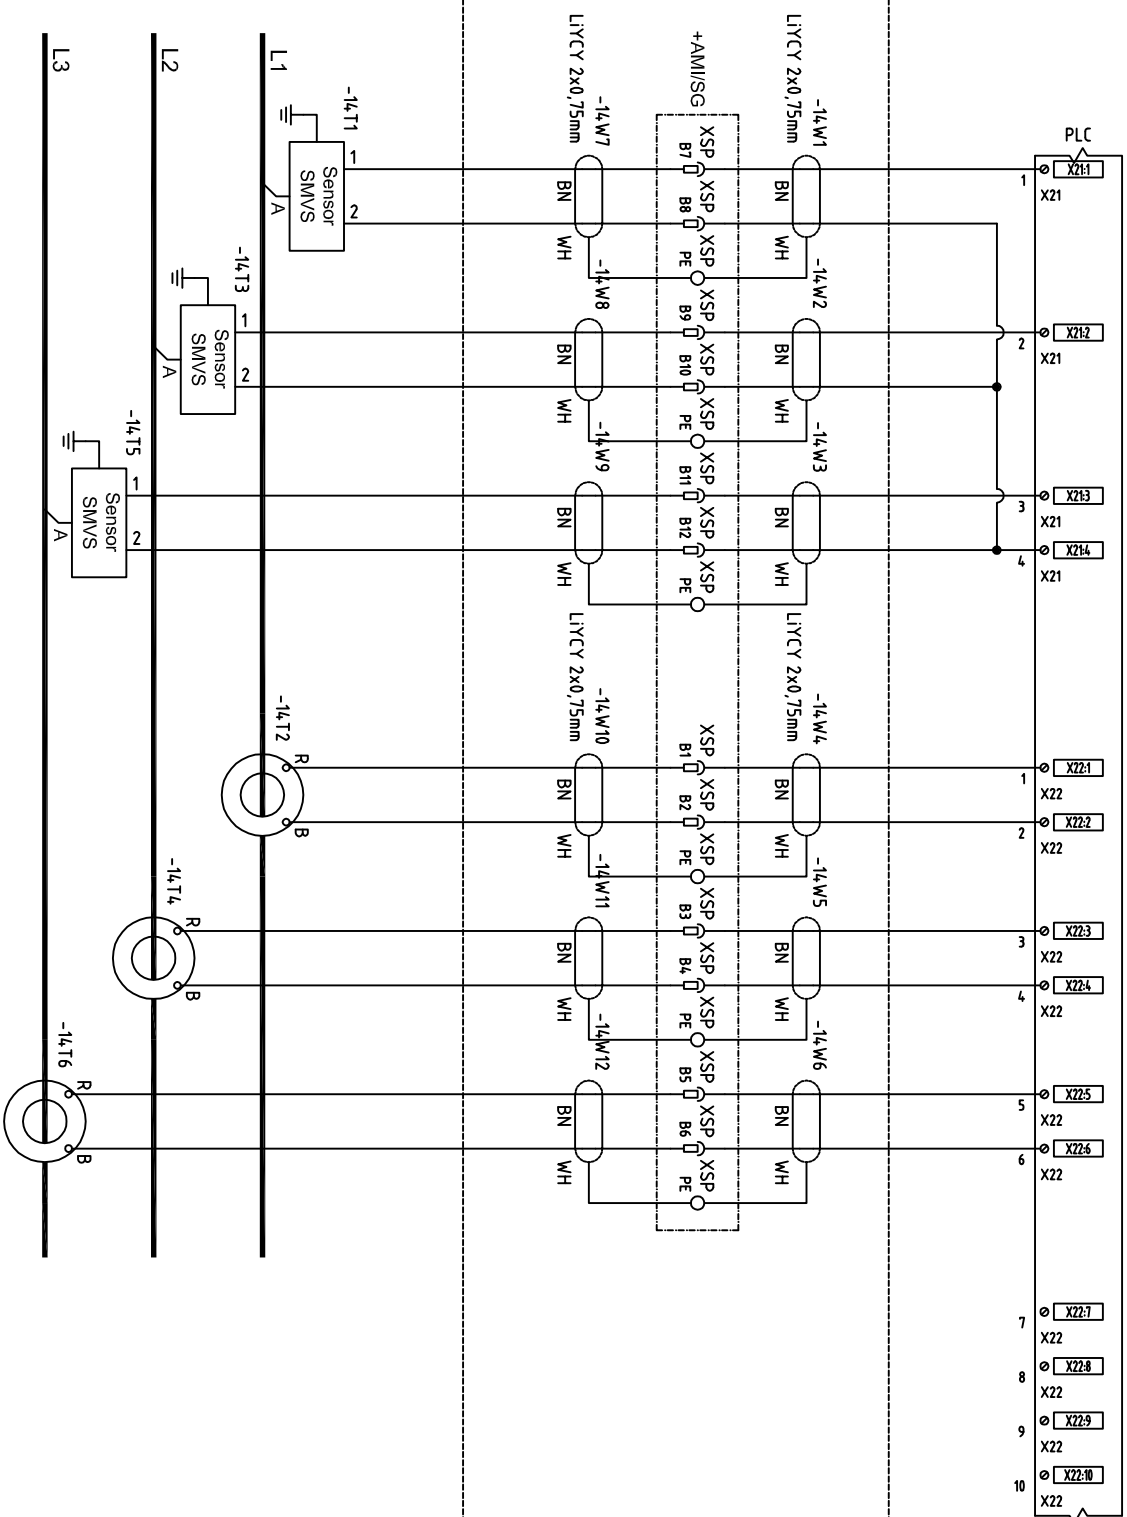 PLC
X21:1
1
X21
X21:2
2
X21
X21:3
3
X21
X21:4
4
X21
X22:1
1
X22
X22:2
2
X22
X22:3
3
X22
X22:4
4
X22
X22:5
5
X22
X22:6
6
X22
X22:7
7
X22
X22:8
8
X22
X22:9
9
X22
X22:10
10
X22
-14W1
LiYCY 2x0,75mm
BN
WH
-14W2
BN
WH
-14W3
BN
WH
-14W4
LiYCY 2x0,75mm
BN
WH
-14W5
BN
WH
-14W6
BN
WH
+AMI/SG
XSP
B7
XSP
B8
XSP
PE
XSP
B9
XSP
B10
XSP
PE
XSP
B11
XSP
B12
XSP
PE
XSP
B1
XSP
B2
XSP
PE
XSP
B3
XSP
B4
XSP
PE
XSP
B5
XSP
B6
XSP
PE
-14W7
LiYCY 2x0,75mm
BN
WH
-14W8
BN
WH
-14W9
BN
WH
-14W10
LiYCY 2x0,75mm
BN
WH
-14W11
BN
WH
-14W12
BN
WH
-14T1
1
2
Sensor
SMVS
A
-14T3
1
2
Sensor
SMVS
A
-14T5
1
2
Sensor
SMVS
A
-14T2
R
B
-14T4
R
B
-14T6
R
B
L1
L2
L3